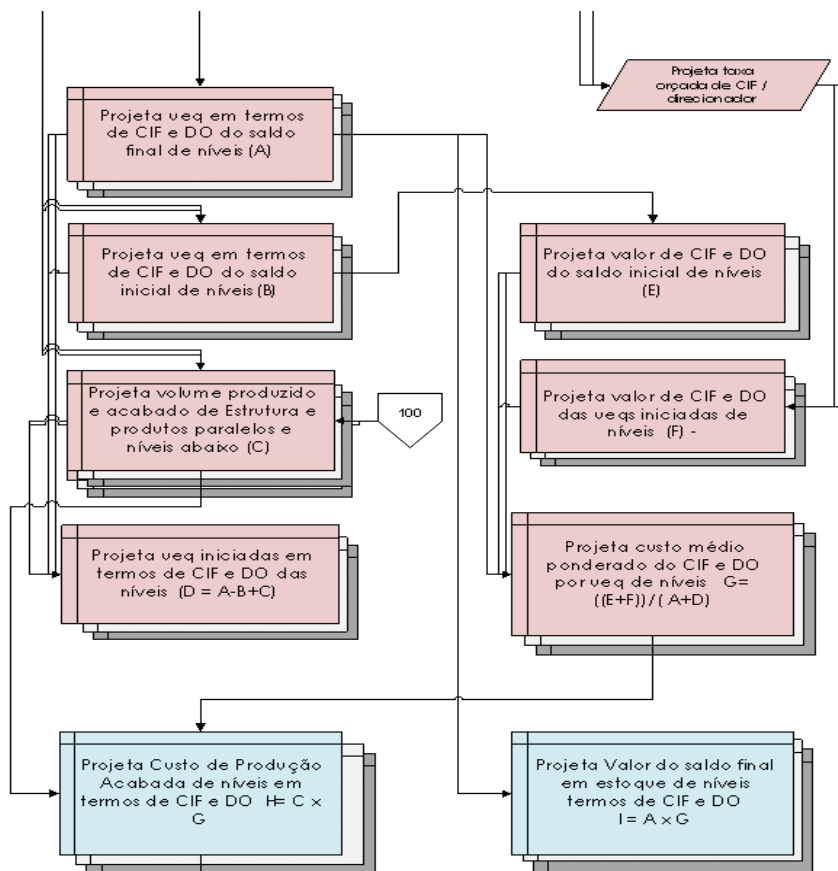 Projeta taxa
orçada de CIF /
direcionador
Projeta ueq em termos
de CIF e DO do saldo
final de níveis (A)
Projeta ueq em termos
de CIF e DO do saldo
inicial de níveis (B)
Projeta valor de CIF e DO
do saldo inicial de níveis
(E)
Projeta volume produzido
e acabado de Estrutura e
produtos paralelos e
níveis abaixo (C)
100
Projeta valor de CIF e DO
das ueqs iniciadas de
níveis (F) -
Projeta ueq iniciadas em
termos de CIF e DO das
níveis (D = A-B+C)
Projeta custo médio
ponderado do CIF e DO
por ueq de níveis G=
((E+F))/( A+D)
Projeta Custo de Produção
Acabada de níveis em
termos de CIF e DO H= C x
G
Projeta Valor do saldo final
em estoque de níveis
termos de CIF e DO
I = A x G